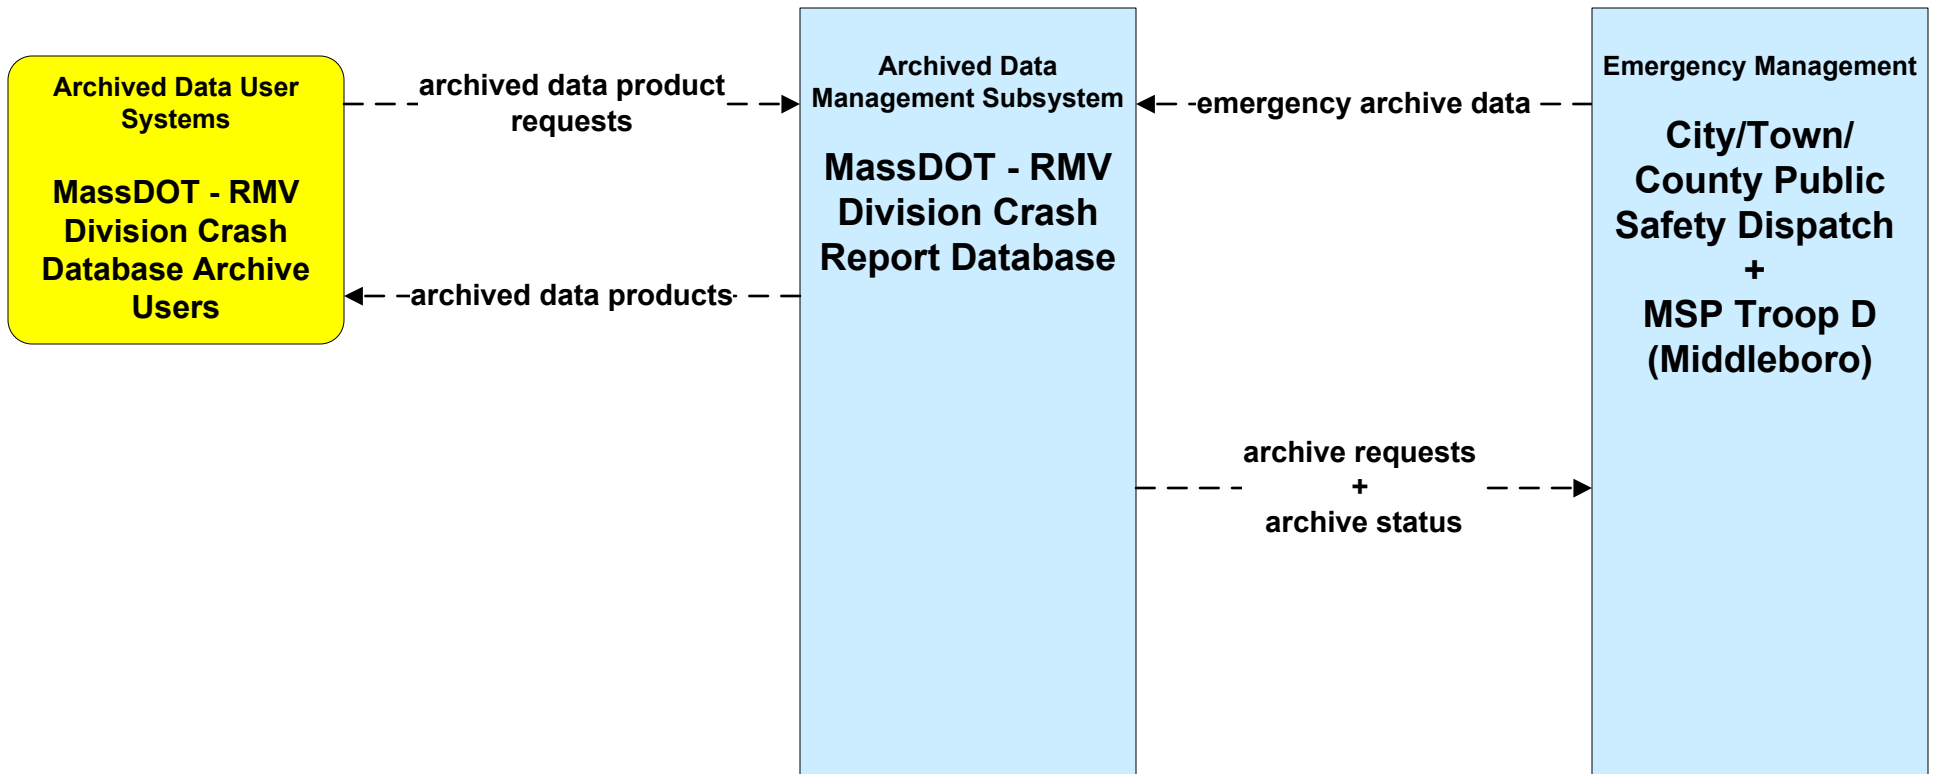 Archived Data User
Systems
MassDOT - RMV
Division Crash
Database Archive
Users
archived data product
requests
archived data products
Archived Data
Management Subsystem
MassDOT - RMV
Division Crash
Report Database
emergency archive data
archive requests
+
archive status
Emergency Management
City/Town/
County Public
Safety Dispatch
+
MSP Troop D
(Middleboro)